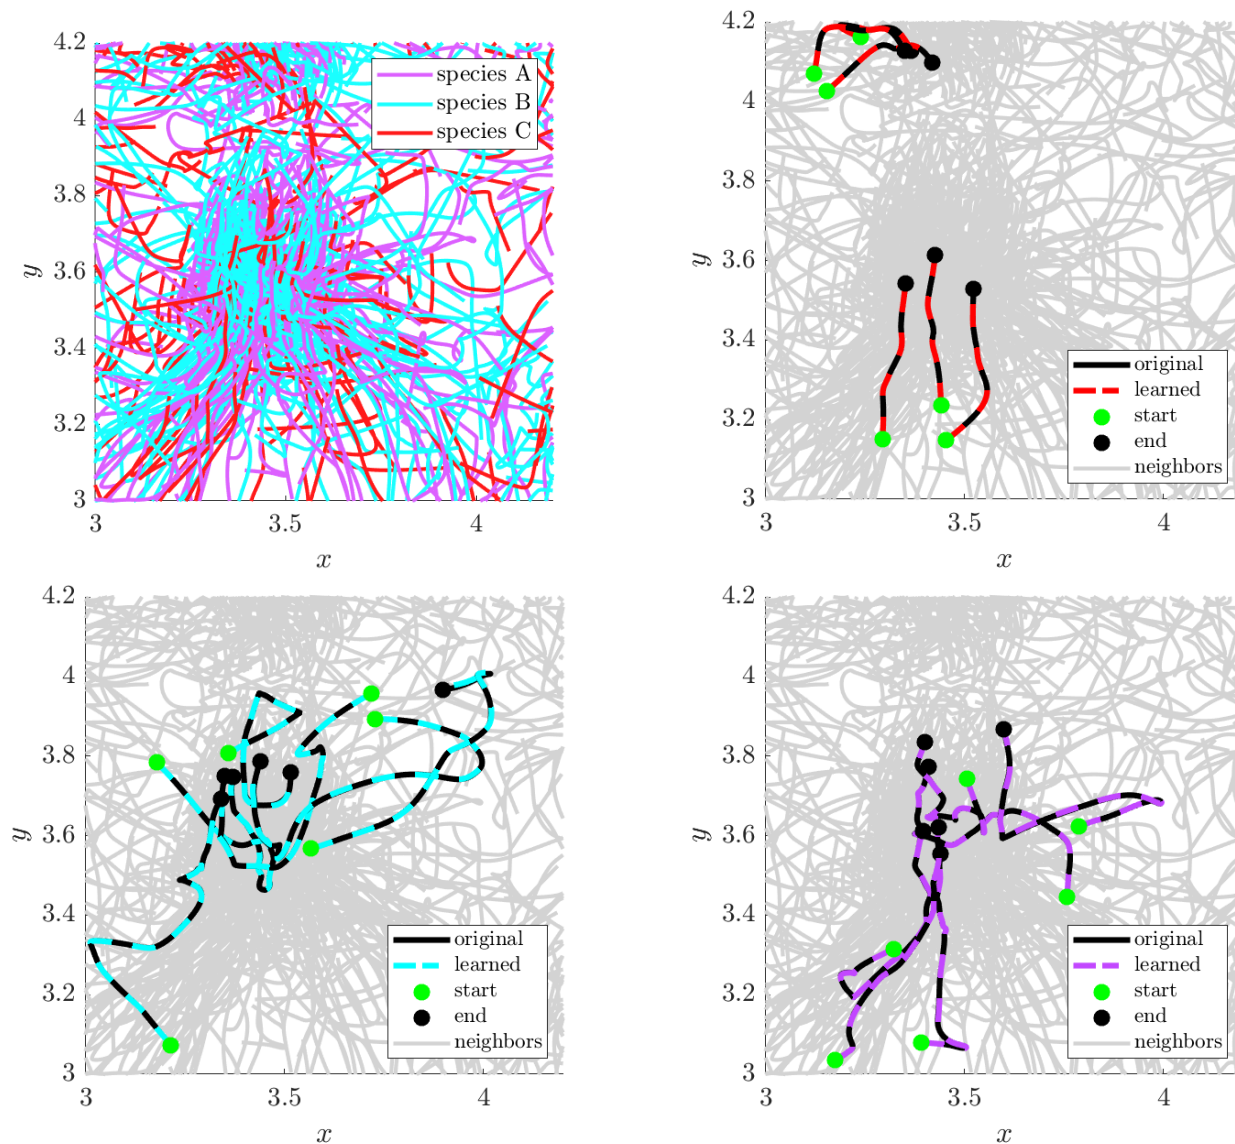 4.2
4
3.8
3.6
3.4
3.2
3
y
3
3.5
4
x
species A
species B
species C
4.2
4
3.8
3.6
3.4
3.2
3
y
3
3.5
4
x
original
learned
start
end
neighbors
4.2
4
3.8
3.6
3.4
3.2
3
y
3
3.5
4
x
original
learned
start
end
neighbors
4.2
4
3.8
3.6
3.4
3.2
3
y
3
3.5
4
x
original
learned
start
end
neighbors